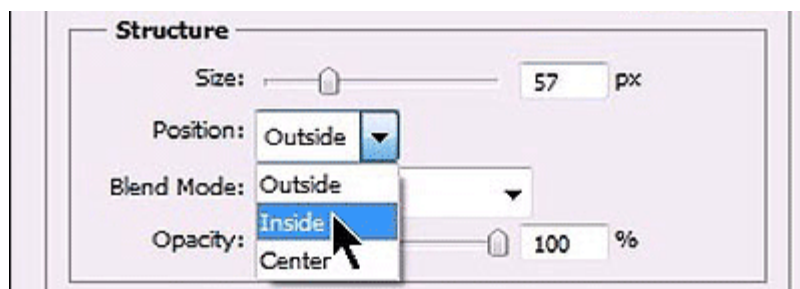 Structure
Size: 57 px
Position: Outside
Blend Mode: Outside
Inside
Opacity: 100 %
Center